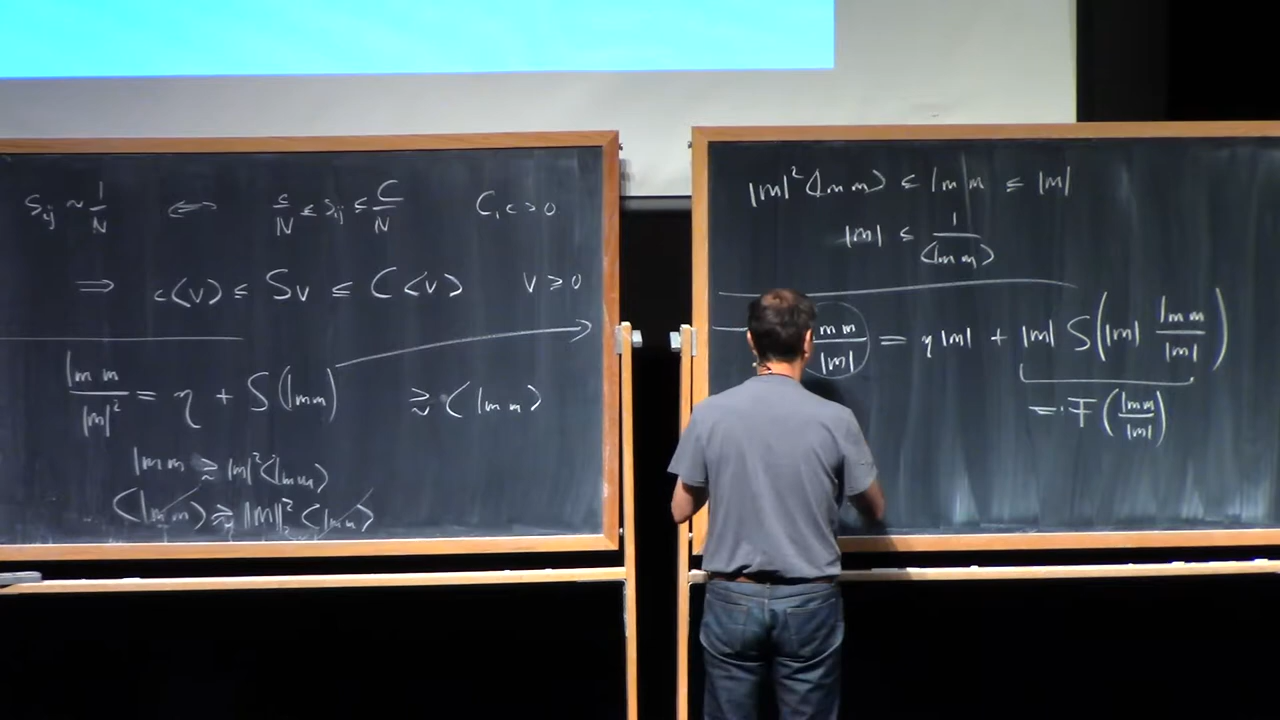 S_ij ~ 1/N ⇔ c/N ≤ s_ij ≤ C/N C, c > 0
⟹ c⟨v⟩ ≤ Sv ≤ C⟨v⟩ v ≥ 0
Im m / |m|² = η + S(Im m) ≳ ⟨Im m⟩
Im m ≳ |m|²⟨Im m⟩
⟨Im m⟩ ≳ ‖m‖₂² ⟨Im m⟩
|m|²⟨Im m⟩ ≤ Im m ≤ |m|
|m| ≤ 1/⟨Im m⟩
Im m / |m| = η|m| + |m| S(|m| Im m / |m|)
=: F(Im m / |m|)